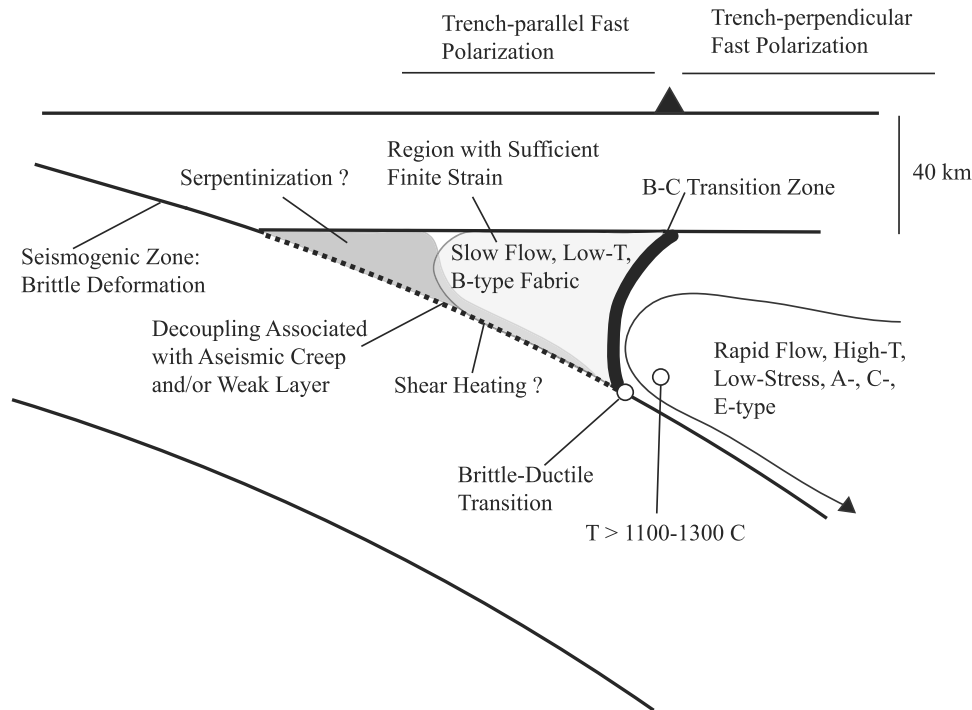 Trench-parallel Fast
Polarization
Trench-perpendicular
Fast Polarization
Region with Sufficient
Finite Strain
Serpentinization ?
B-C Transition Zone
40 km
Seismogenic Zone:
Brittle Deformation
Slow Flow, Low-T,
B-type Fabric
Decoupling Associated
with Aseismic Creep
and/or Weak Layer
Shear Heating ?
Rapid Flow, High-T,
Low-Stress, A-, C-,
E-type
Brittle-Ductile
Transition
T > 1100-1300 C